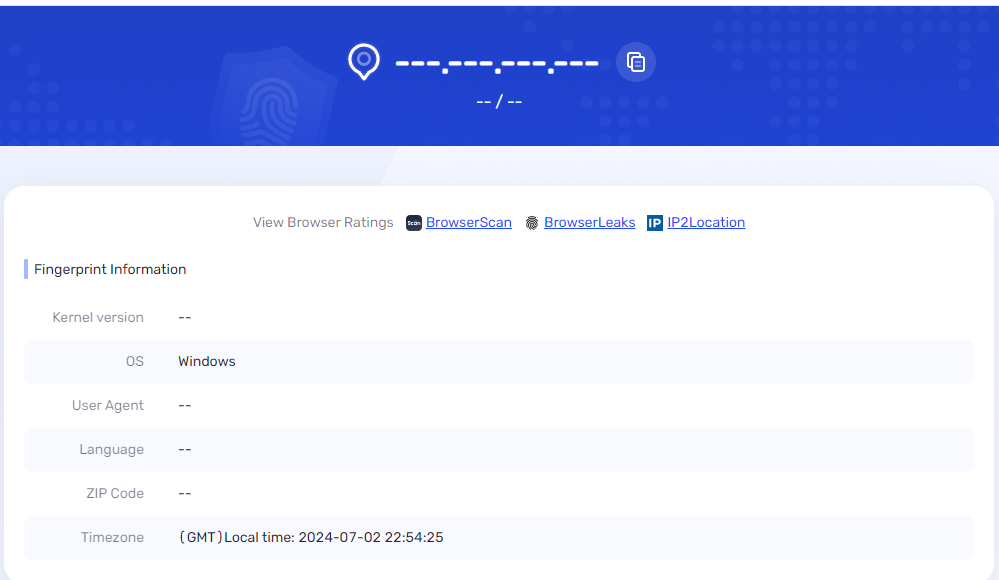 ---.---.---.---
-- / --
View Browser Ratings Scan BrowserScan BrowserLeaks IP IP2Location
Fingerprint Information
Kernel version --
OS Windows
User Agent --
Language --
ZIP Code --
Timezone (GMT)Local time: 2024-07-02 22:54:25